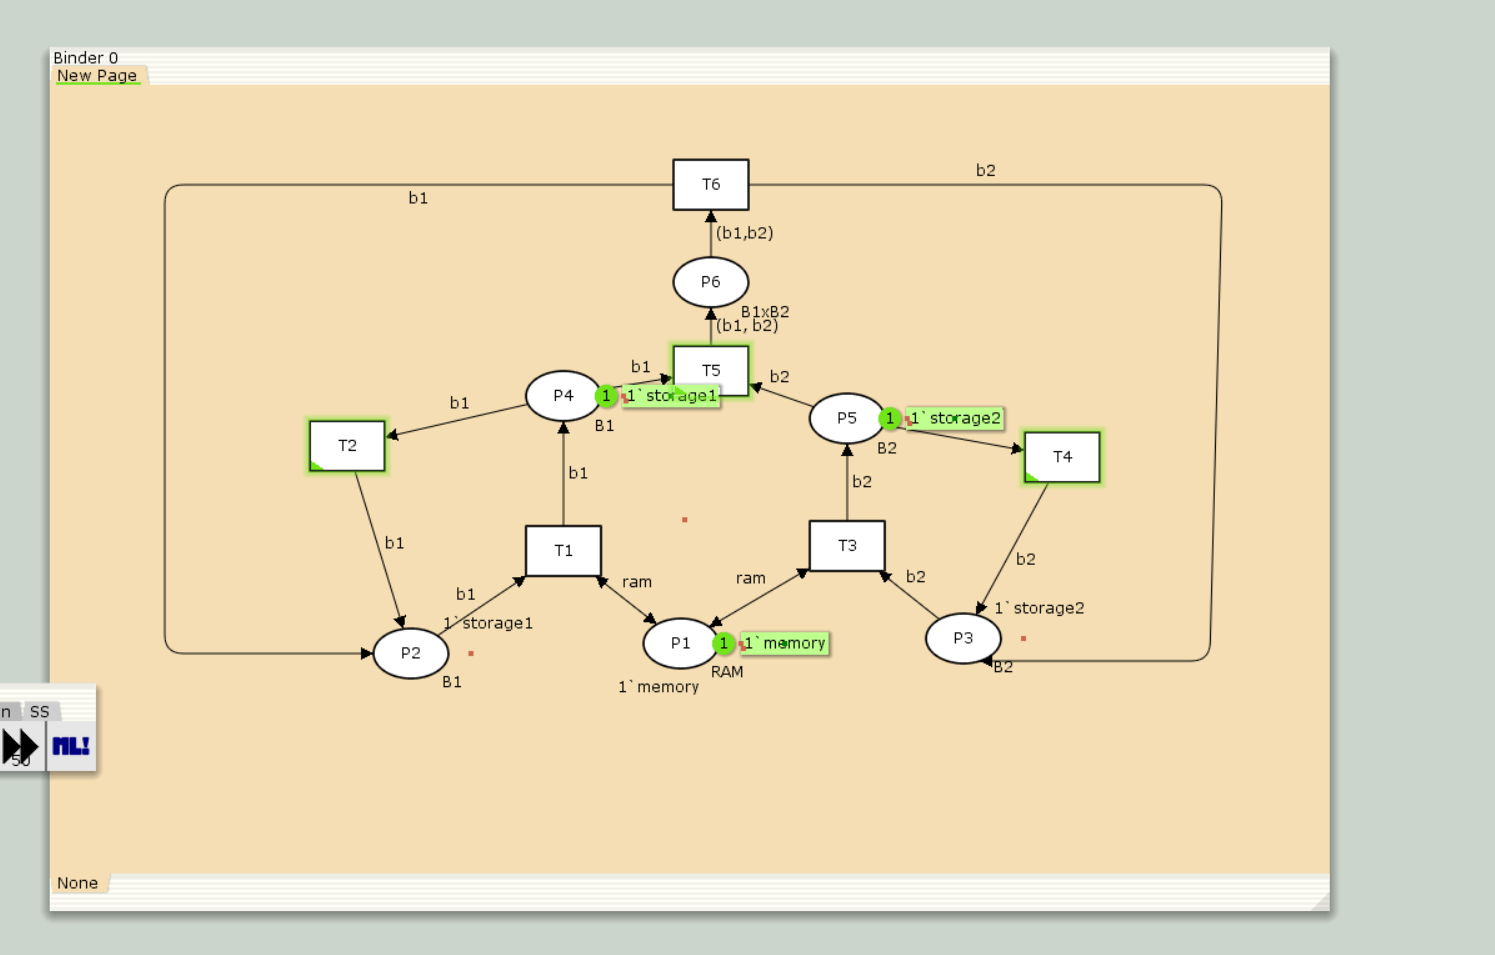 Binder 0
New Page
T6
b1
b2
(b1,b2)
P6
B1xB2
(b1, b2)
T5
b1
b2
P4
1
1`storage1
B1
b1
P5
1
1`storage2
B2
T2
T4
b1
b2
T1
T3
b1
b2
b1
ram
ram
b2
1`storage1
1`storage2
P2
B1
P1
1
1`memory
RAM
1`memory
P3
B2
n
SS
50
ML!
None